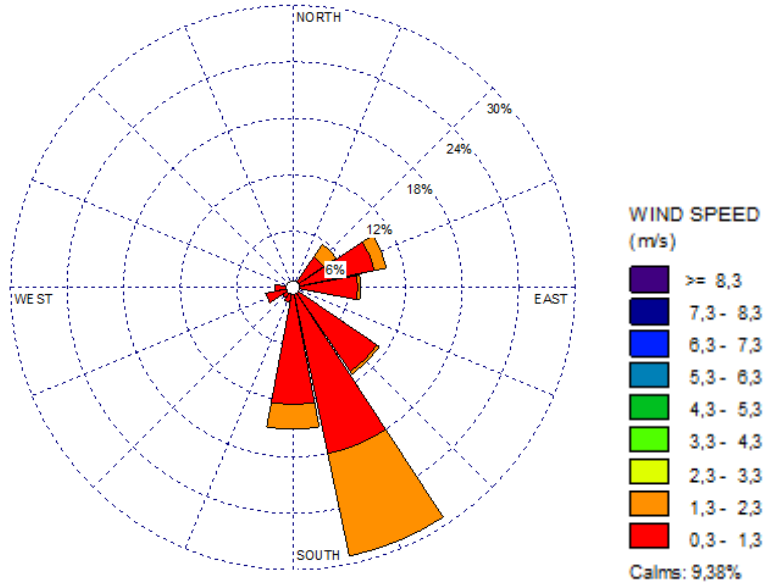 NORTH
30%
24%
18%
12%
6%
WEST
EAST
SOUTH
WIND SPEED
(m/s)
>= 8,3
7,3 - 8,3
6,3 - 7,3
5,3 - 6,3
4,3 - 5,3
3,3 - 4,3
2,3 - 3,3
1,3 - 2,3
0,3 - 1,3
Calms: 9,38%